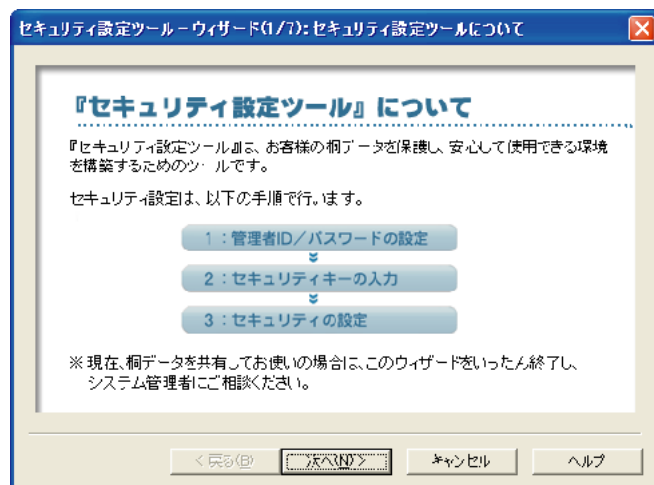 セキュリティ設定ツール - ウィザード(1/7): セキュリティ設定ツールについて
『セキュリティ設定ツール』について
『セキュリティ設定ツール』は、お客様の桐データを保護し、安心して使用できる環境
を構築するためのツールです。
セキュリティ設定は、以下の手順で行います。
1:管理者ID/パスワードの設定
2:セキュリティキーの入力
3:セキュリティの設定
※ 現在、桐データを共有してお使いの場合は、このウィザードをいったん終了し、
システム管理者にご相談ください。
< 戻る(B)
次へ(N) >
キャンセル
ヘルプ